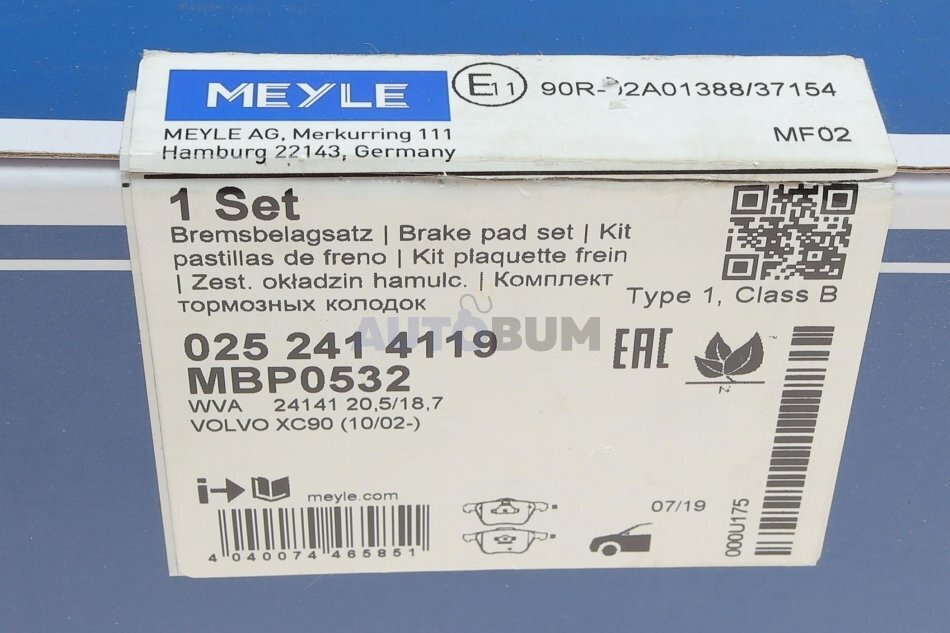 MEYLE
E11 90R-02A01388/37154
MEYLE AG, Merkurring 111
Hamburg 22143, Germany
MF02
1 Set
Bremsbelagsatz | Brake pad set | Kit
pastillas de freno | Kit plaquette frein
| Zest. okładzin hamulc. | Комплект
тормозных колодок
Type 1, Class B
AUTOBUM
025 241 4119
MBP0532
EAC
WVA 24141 20,5/18,7
VOLVO XC90 (10/02-)
i
meyle.com
07/19
000U175
4 040074 465851